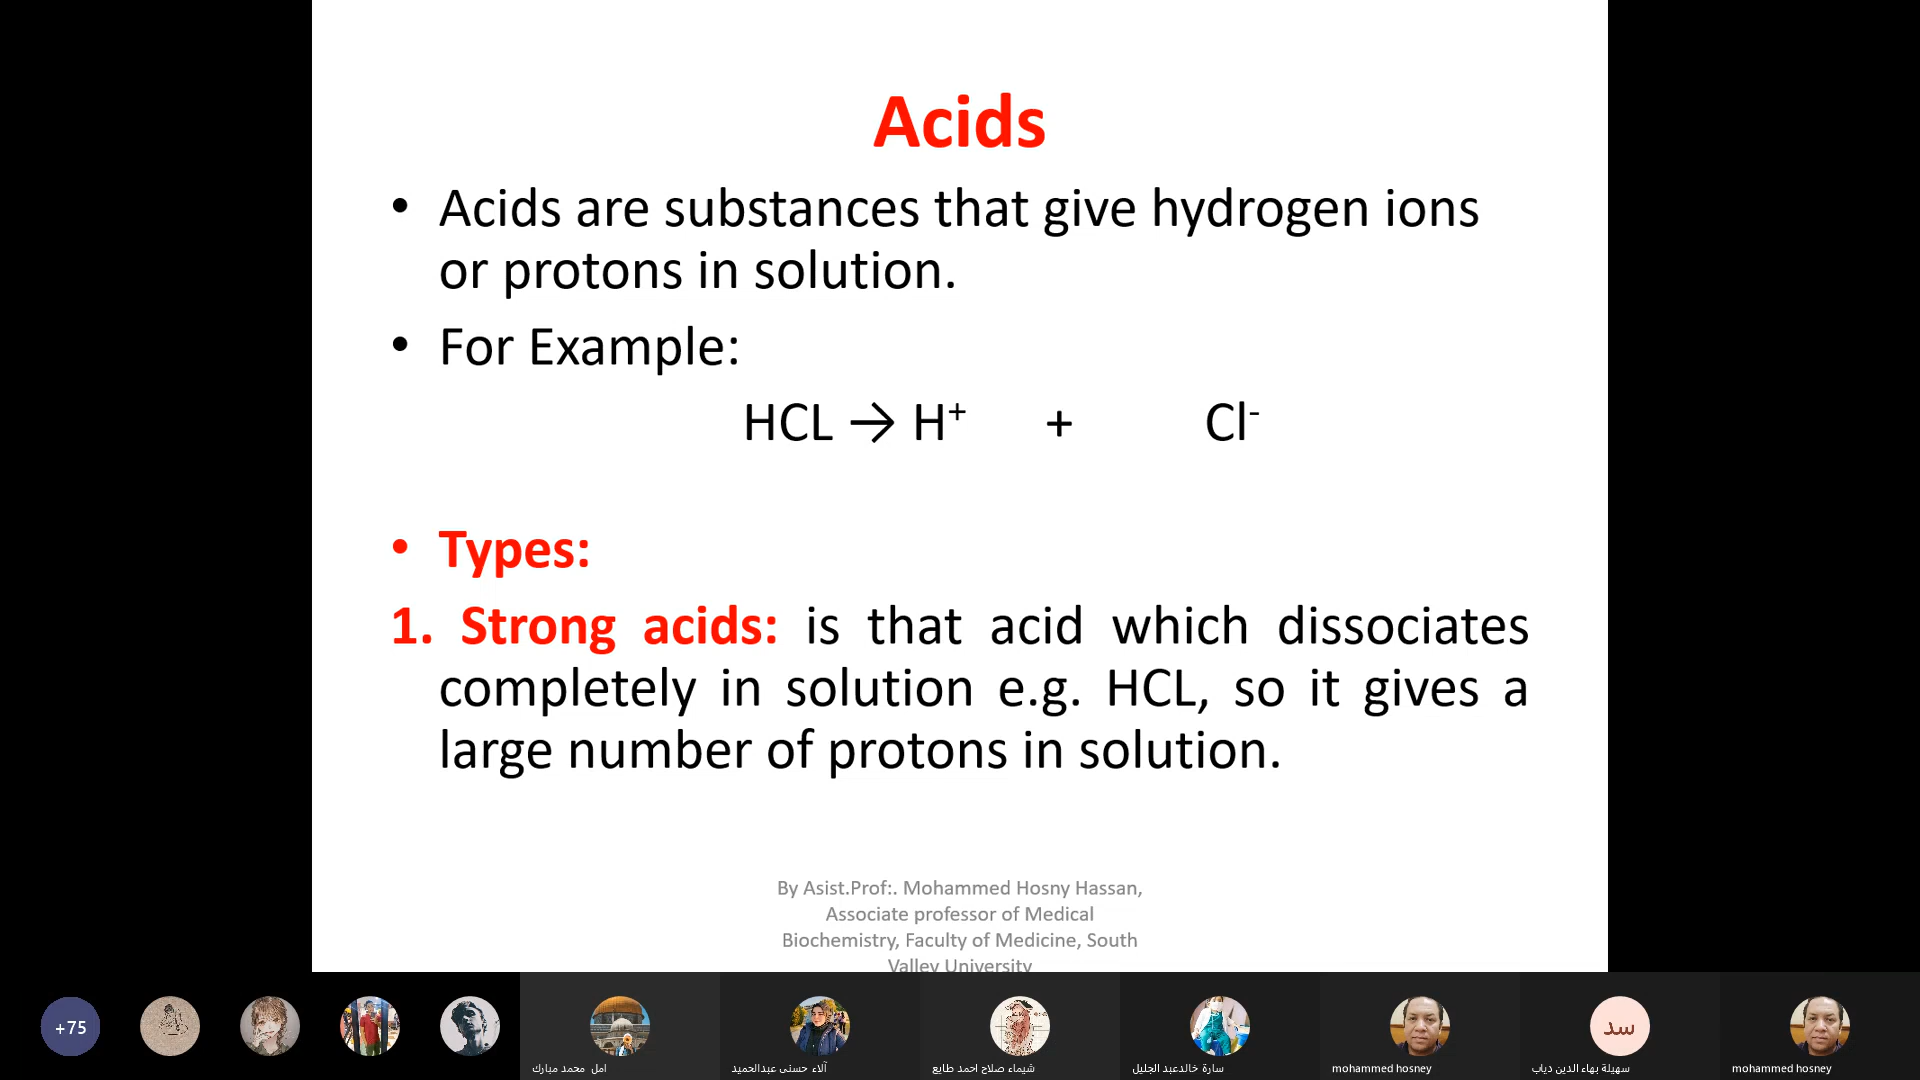 Acids
• Acids are substances that give hydrogen ions
or protons in solution.
• For Example:
HCL → H⁺ + Cl⁻
• Types:
1. Strong acids: is that acid which dissociates
completely in solution e.g. HCL, so it gives a
large number of protons in solution.
By Asist.Prof:. Mohammed Hosny Hassan,
Associate professor of Medical
Biochemistry, Faculty of Medicine, South
Valley University
+75
سد
امل محمد مبارك
آلاء حسنى عبدالحميد
شيماء صلاح احمد طايع
سارة خالدعبد الجليل
mohammed hosney
سهيلة بهاء الدين دياب
mohammed hosney